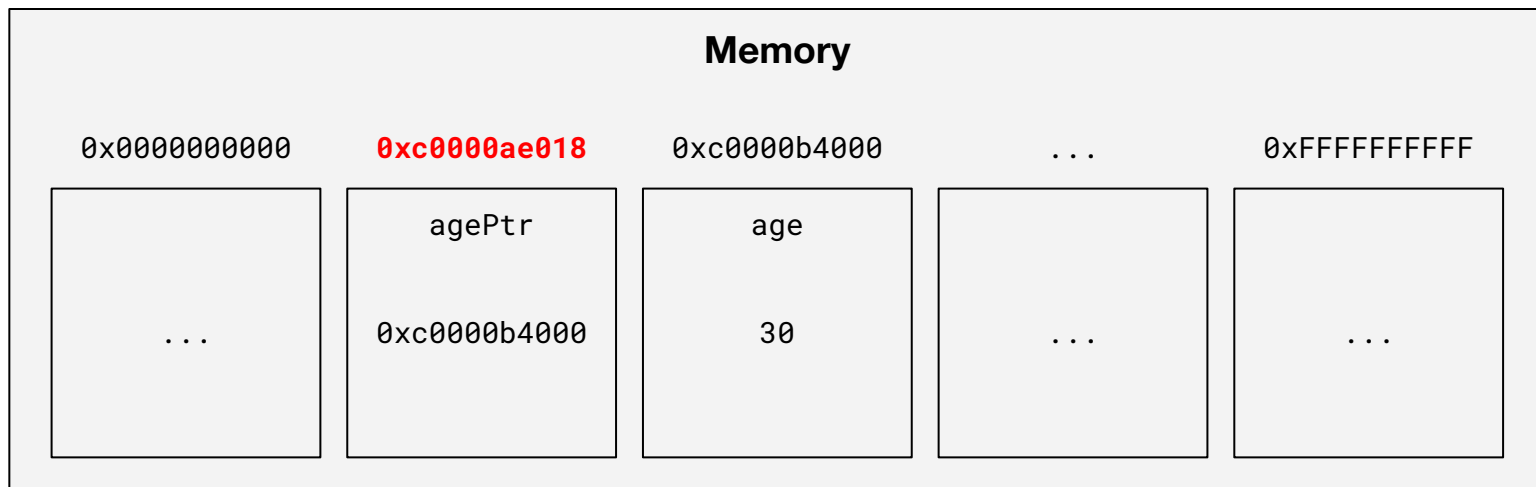 Memory
0x0000000000 0xc0000ae018 0xc0000b4000 ... 0xFFFFFFFFFF
agePtr age
... 0xc0000b4000 30 ... ...